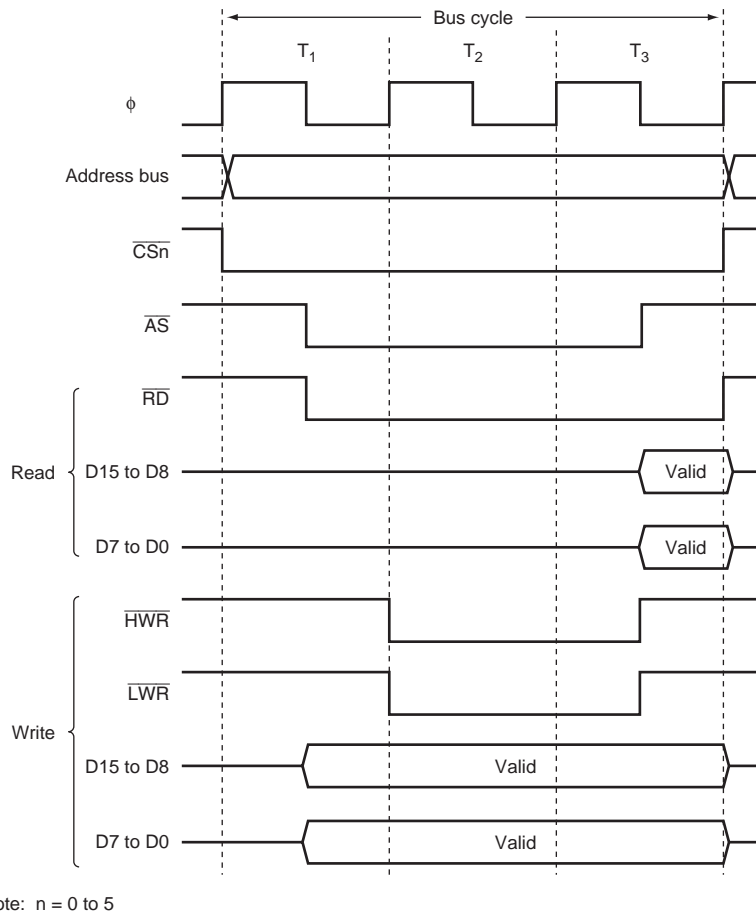 Bus cycle
T1 T2 T3
ϕ
Address bus
CSn
AS
RD
Read
D15 to D8 Valid
D7 to D0 Valid
HWR
LWR
Write
D15 to D8 Valid
D7 to D0 Valid
ote: n = 0 to 5